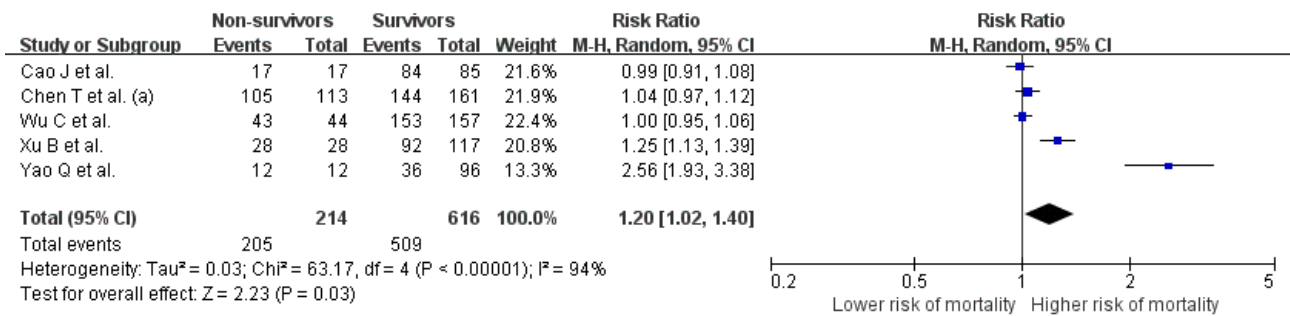 Non-survivors Survivors Risk Ratio Risk Ratio
Study or Subgroup Events Total Events Total Weight M-H, Random, 95% CI M-H, Random, 95% CI
Cao J et al. 17 17 84 85 21.6% 0.99 [0.91, 1.08]
Chen T et al. (a) 105 113 144 161 21.9% 1.04 [0.97, 1.12]
Wu C et al. 43 44 153 157 22.4% 1.00 [0.95, 1.06]
Xu B et al. 28 28 92 117 20.8% 1.25 [1.13, 1.39]
Yao Q et al. 12 12 36 96 13.3% 2.56 [1.93, 3.38]
Total (95% CI) 214 616 100.0% 1.20 [1.02, 1.40]
Total events 205 509
Heterogeneity: Tau² = 0.03; Chi² = 63.17, df = 4 (P < 0.00001); I² = 94%
Test for overall effect: Z = 2.23 (P = 0.03)
0.2 0.5 1 2 5
Lower risk of mortality Higher risk of mortality